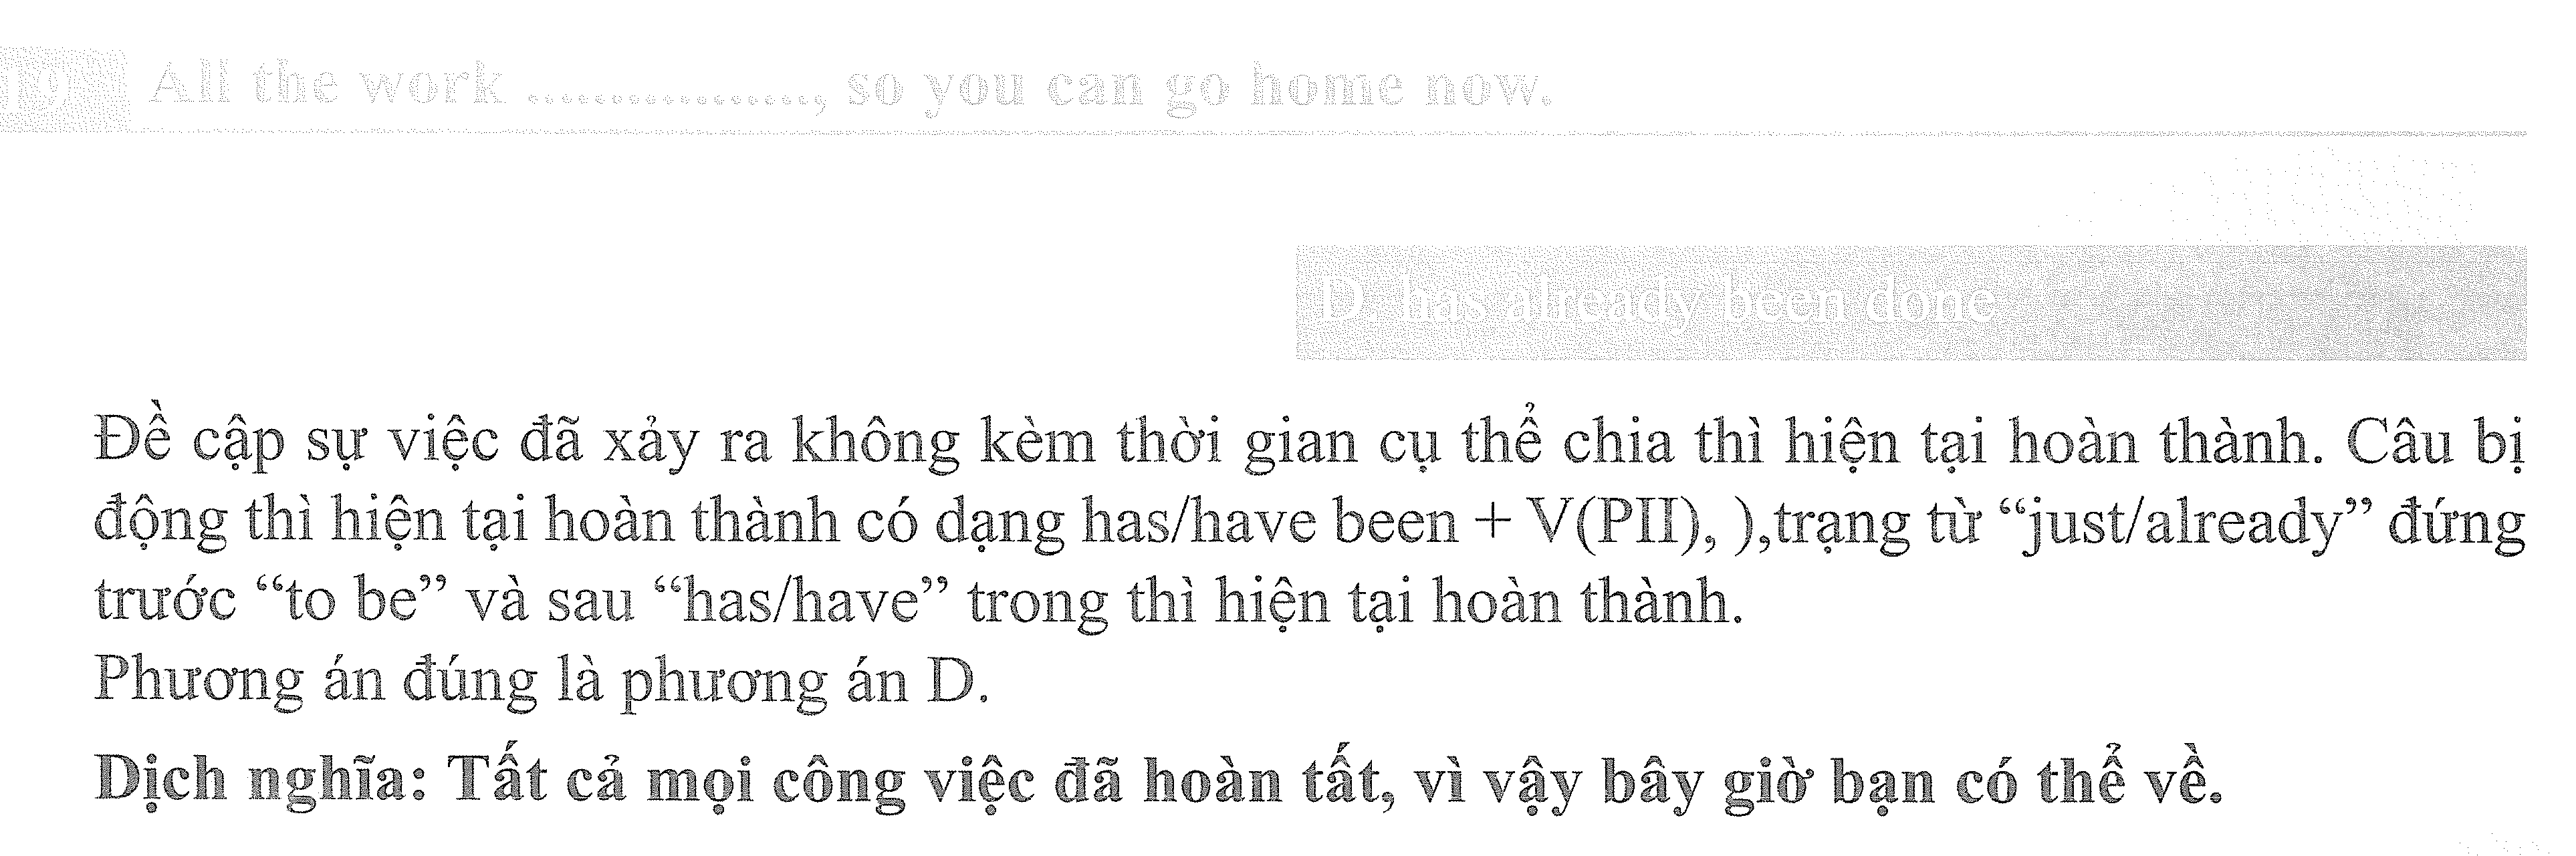 19 All the work .................., so you can go home now.
D. has already been done
Đề cập sự việc đã xảy ra không kèm thời gian cụ thể chia thì hiện tại hoàn thành. Câu bị
động thì hiện tại hoàn thành có dạng has/have been + V(PII), ),trạng từ “just/already” đứng
trước “to be” và sau “has/have” trong thì hiện tại hoàn thành.
Phương án đúng là phương án D.
Dịch nghĩa: Tất cả mọi công việc đã hoàn tất, vì vậy bây giờ bạn có thể về.